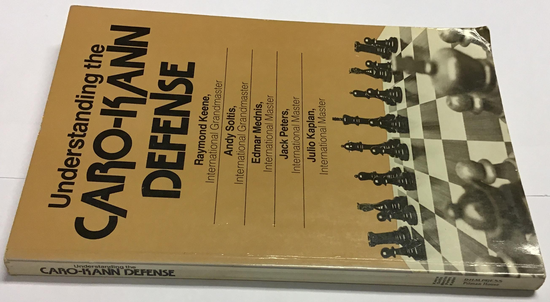 Understanding the
CARO-KANN
DEFENSE
Raymond Keene,
International Grandmaster
Andy Soltis,
International Grandmaster
Edmar Mednis,
International Master
Jack Peters,
International Master
Julio Kaplan,
International Master
Understanding the
CARO-KANN DEFENSE